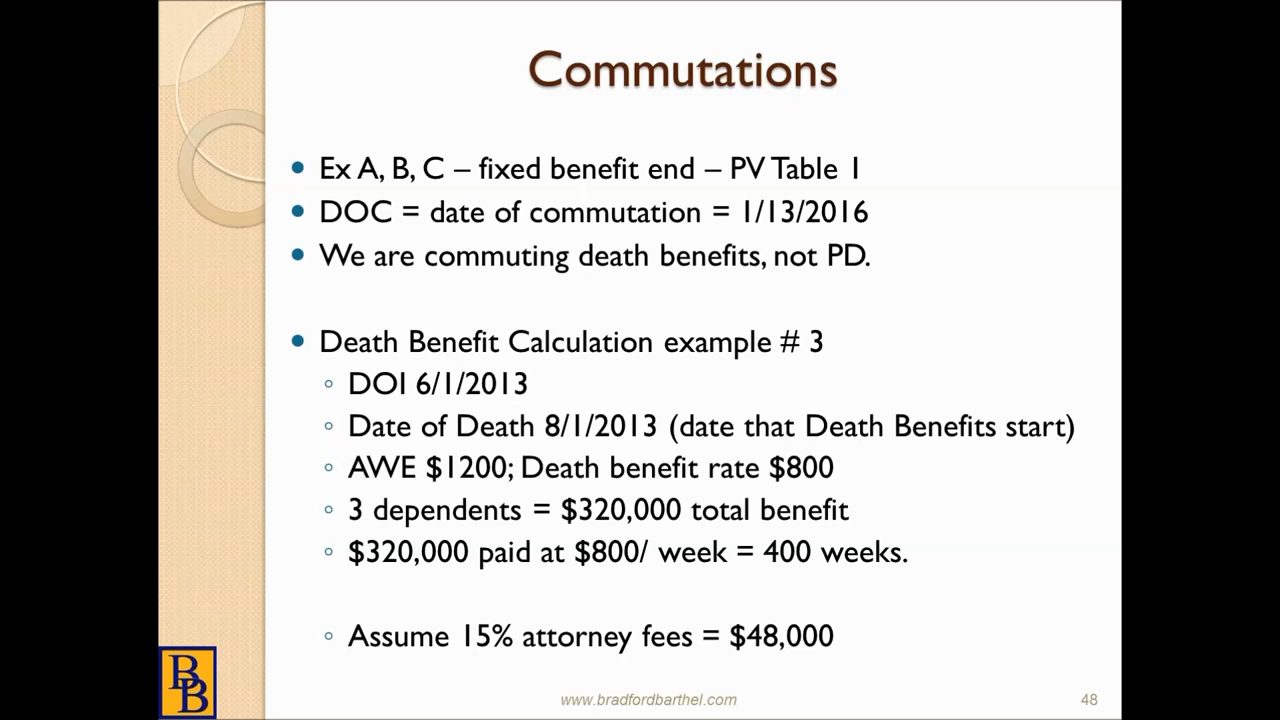 Commutations
• Ex A, B, C – fixed benefit end – PV Table 1
• DOC = date of commutation = 1/13/2016
• We are commuting death benefits, not PD.
• Death Benefit Calculation example # 3
◦ DOI 6/1/2013
◦ Date of Death 8/1/2013 (date that Death Benefits start)
◦ AWE $1200; Death benefit rate $800
◦ 3 dependents = $320,000 total benefit
◦ $320,000 paid at $800/ week = 400 weeks.
◦ Assume 15% attorney fees = $48,000
BB
www.bradfordbarthel.com
48